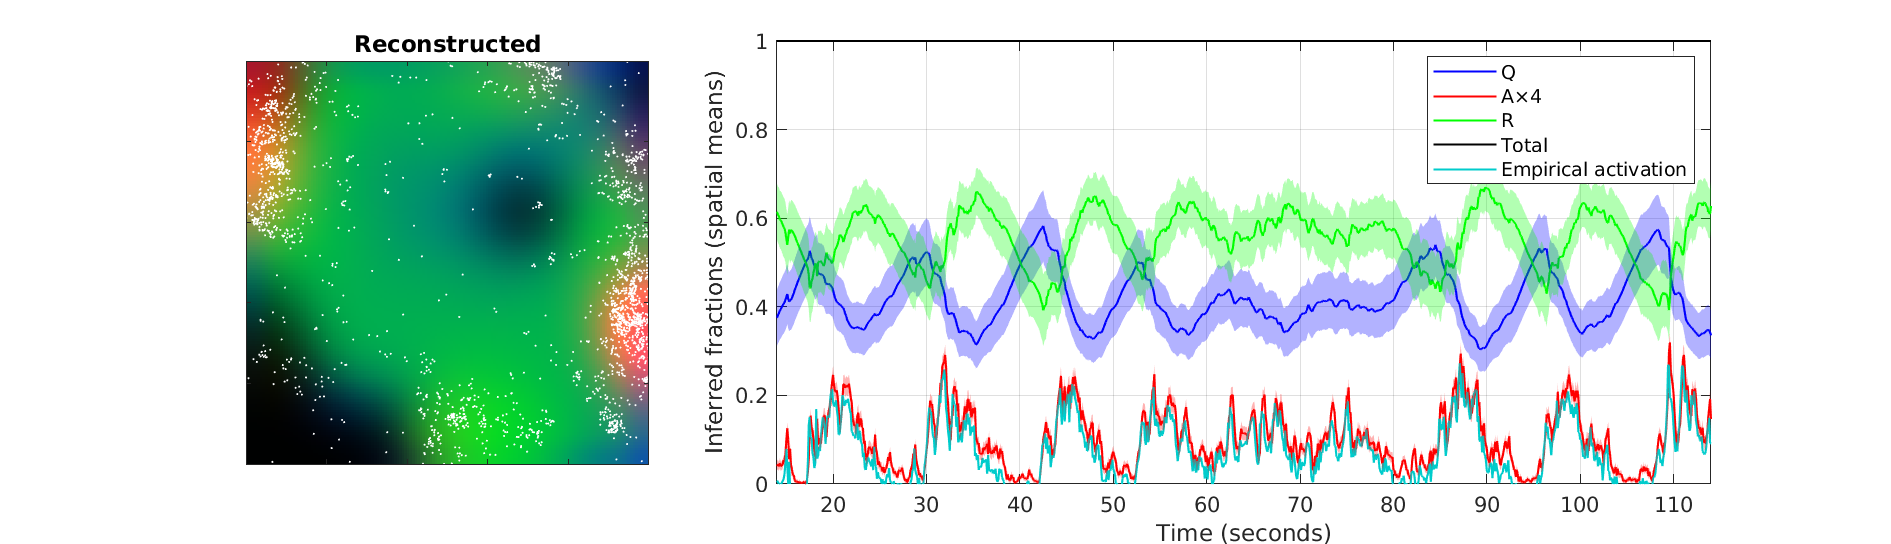 Reconstructed
Inferred fractions (spatial means)
1
0.8
0.6
0.4
0.2
0
Q
A×4
R
Total
Empirical activation
20 30 40 50 60 70 80 90 100 110
Time (seconds)